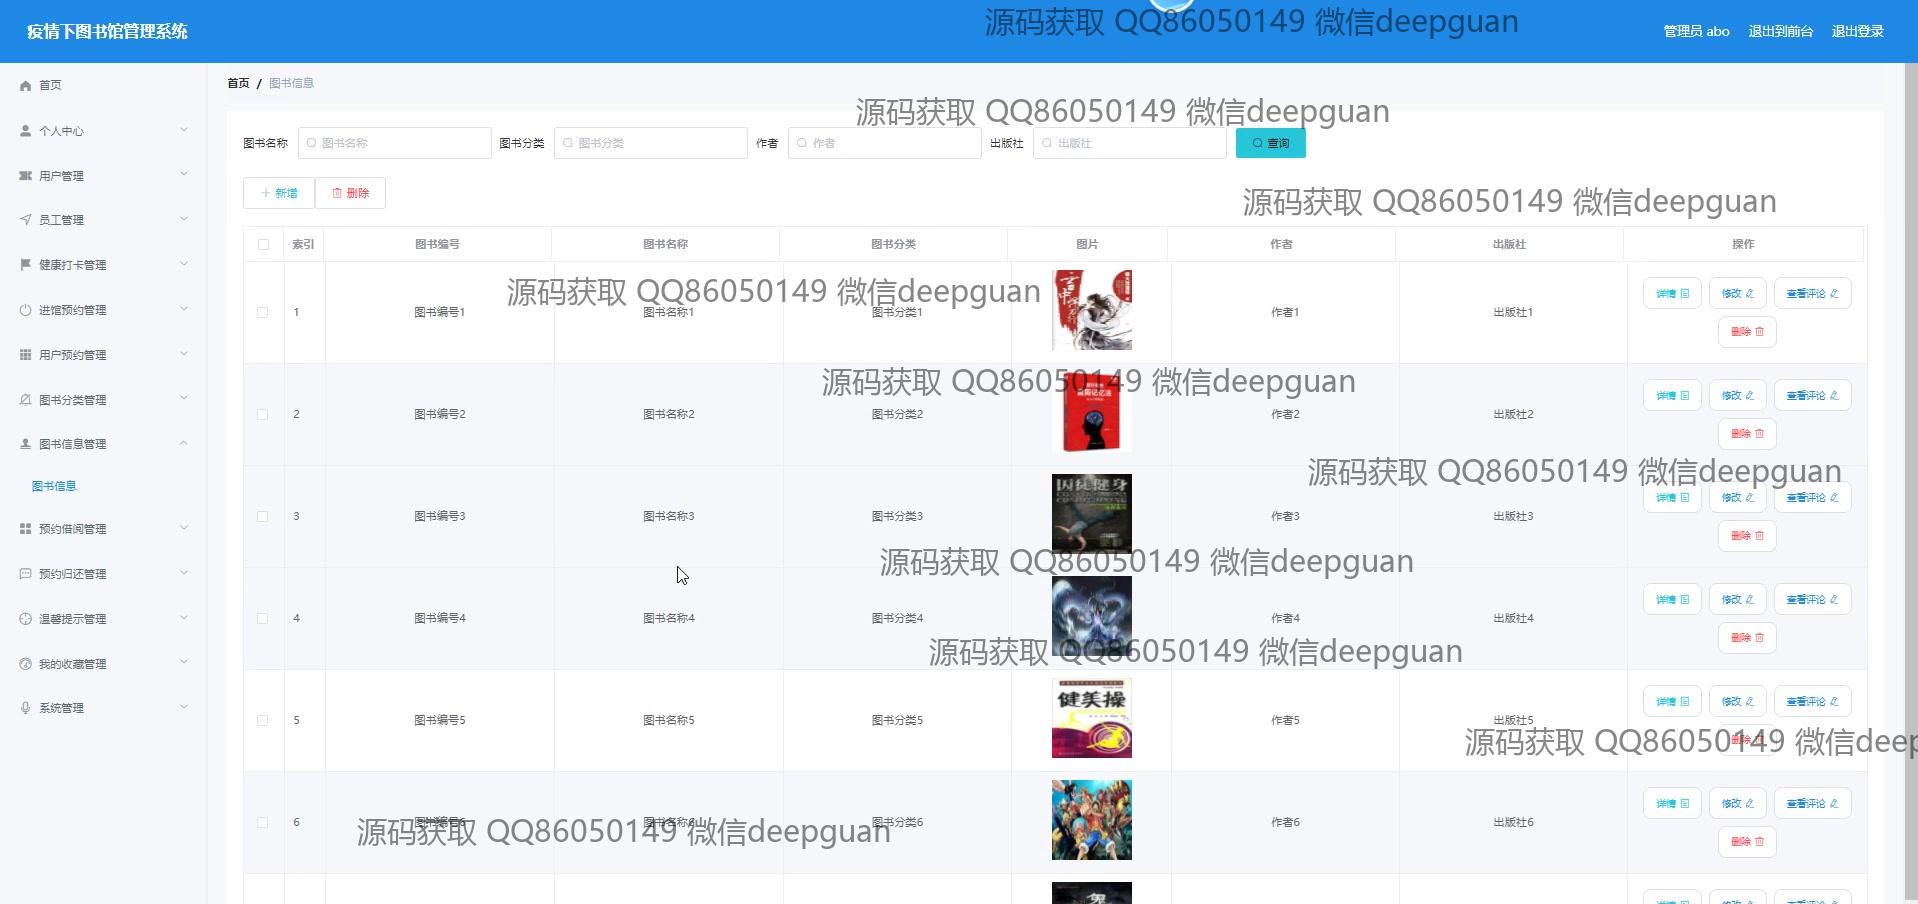 源码获取 QQ86050149 微信deepguan
疫情下图书馆管理系统
管理员 abo 退出到前台 退出登录
首页
个人中心
用户管理
员工管理
健康打卡管理
进馆预约管理
用户预约管理
图书分类管理
图书信息管理
图书信息
预约借阅管理
预约归还管理
温馨提示管理
我的收藏管理
系统管理
首页 / 图书信息
源码获取 QQ86050149 微信deepguan
图书名称 图书名称 图书分类 图书分类 作者 作者 出版社 出版社 查询
新增 删除
源码获取 QQ86050149 微信deepguan
索引 图书编号 图书名称 图书分类 图片 作者 出版社 操作
源码获取 QQ86050149 微信deepguan
1 图书编号1 图书名称1 图书分类1 作者1 出版社1 详情 修改 查看评论
删除
源码获取 QQ86050149 微信deepguan
2 图书编号2 图书名称2 图书分类2 作者2 出版社2 详情 修改 查看评论
删除
源码获取 QQ86050149 微信deepguan
囚徒健身
3 图书编号3 图书名称3 图书分类3 作者3 出版社3 详情 修改 查看评论
删除
源码获取 QQ86050149 微信deepguan
4 图书编号4 图书名称4 图书分类4 作者4 出版社4 详情 修改 查看评论
删除
源码获取 QQ86050149 微信deepguan
健美操
5 图书编号5 图书名称5 图书分类5 作者5 出版社5 详情 修改 查看评论
删除
源码获取 QQ86050149 微信deep
6 图书编号6 图书名称6 图书分类6 作者6 出版社6 详情 修改 查看评论
删除
源码获取 QQ86050149 微信deepguan